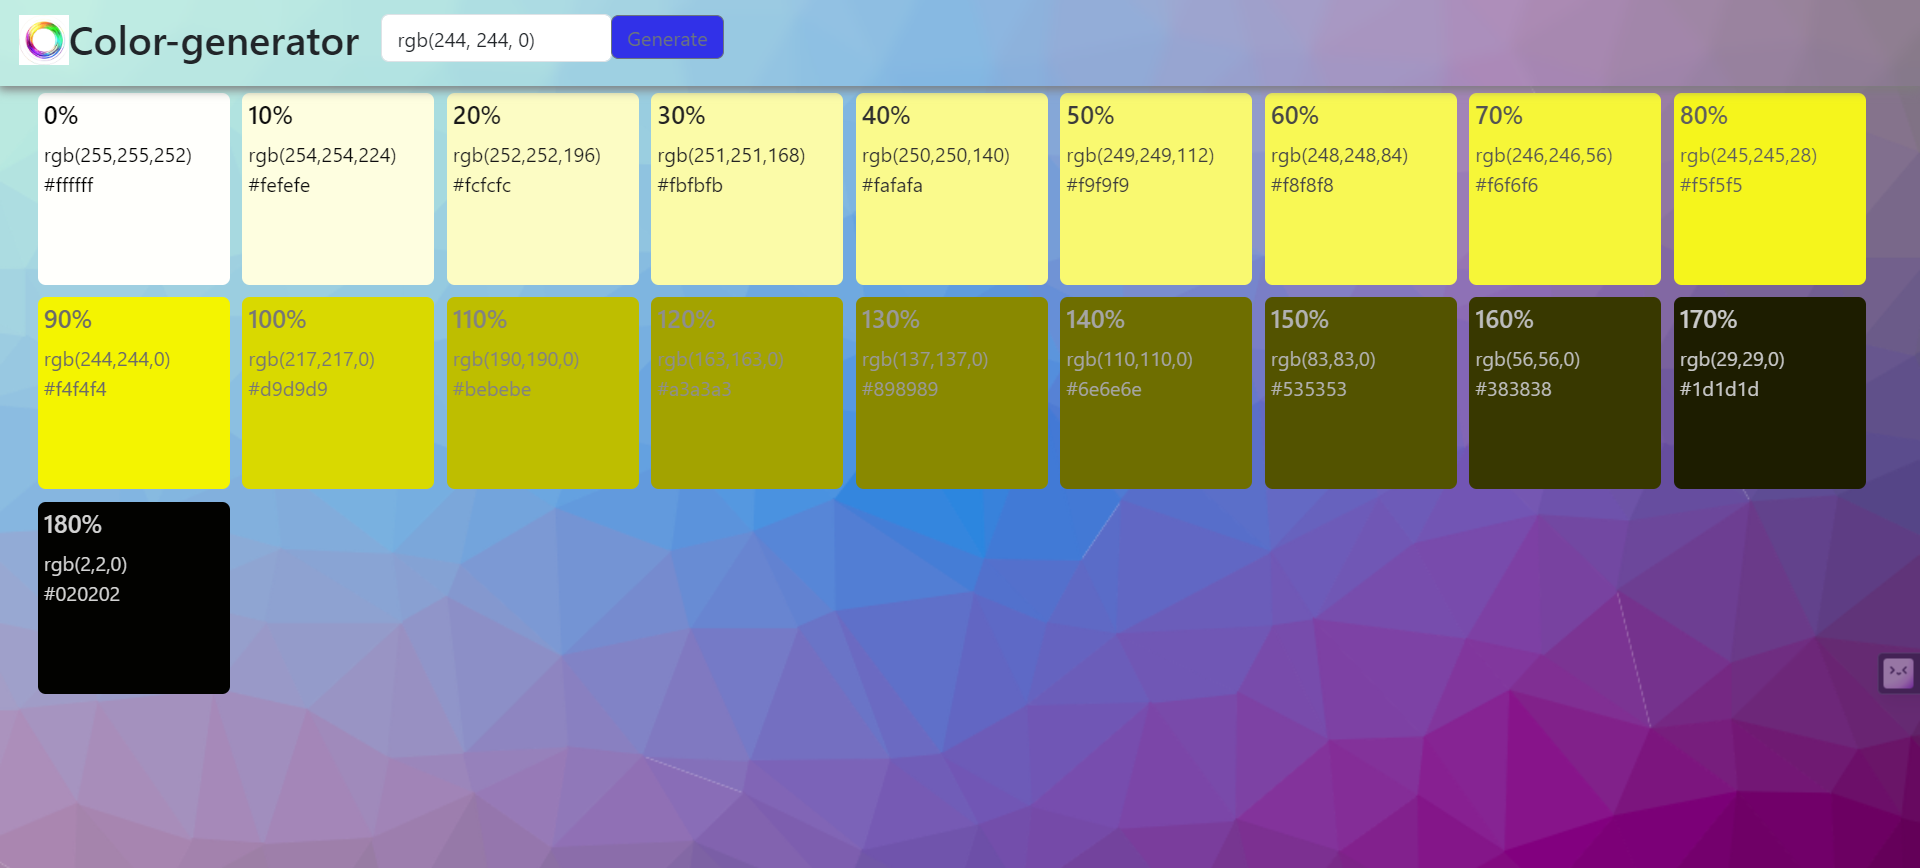 Color-generator
rgb(244, 244, 0)
Generate
0%
rgb(255,255,252)
#ffffff
10%
rgb(254,254,224)
#fefefe
20%
rgb(252,252,196)
#fcfcfc
30%
rgb(251,251,168)
#fbfbfb
40%
rgb(250,250,140)
#fafafa
50%
rgb(249,249,112)
#f9f9f9
60%
rgb(248,248,84)
#f8f8f8
70%
rgb(246,246,56)
#f6f6f6
80%
rgb(245,245,28)
#f5f5f5
90%
rgb(244,244,0)
#f4f4f4
100%
rgb(217,217,0)
#d9d9d9
110%
rgb(190,190,0)
#bebebe
120%
rgb(163,163,0)
#a3a3a3
130%
rgb(137,137,0)
#898989
140%
rgb(110,110,0)
#6e6e6e
150%
rgb(83,83,0)
#535353
160%
rgb(56,56,0)
#383838
170%
rgb(29,29,0)
#1d1d1d
180%
rgb(2,2,0)
#020202